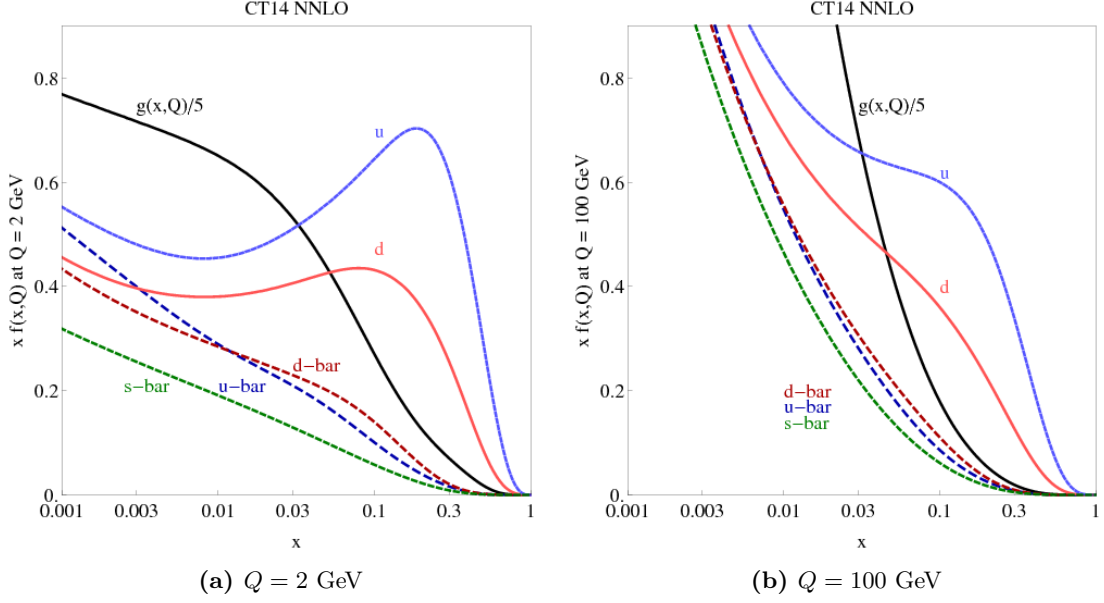 CT14 NNLO
x f(x,Q) at Q = 2 GeV
0.8
0.6
0.4
0.2
0.
g(x,Q)/5
u
d
d−bar
s−bar
u−bar
0.001
0.003
0.01
0.03
0.1
0.3
1
x
(a) Q = 2 GeV
CT14 NNLO
x f(x,Q) at Q = 100 GeV
0.8
0.6
0.4
0.2
0.
g(x,Q)/5
u
d
d−bar
u−bar
s−bar
0.001
0.003
0.01
0.03
0.1
0.3
1
x
(b) Q = 100 GeV